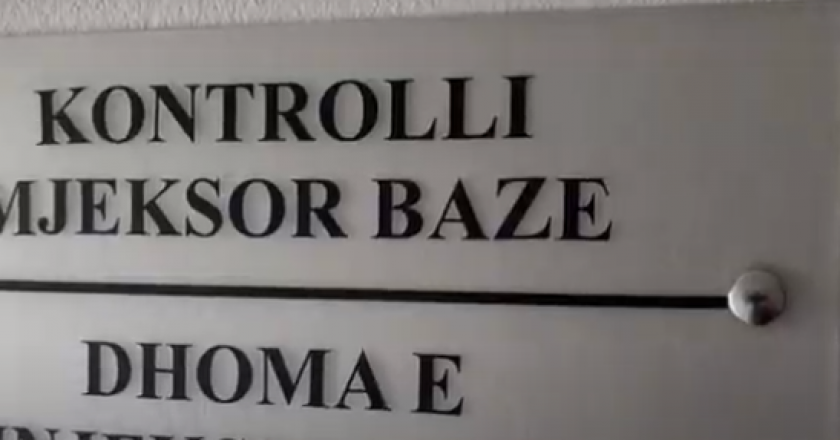 KONTROLLI
MJEKSOR BAZE
DHOMA E